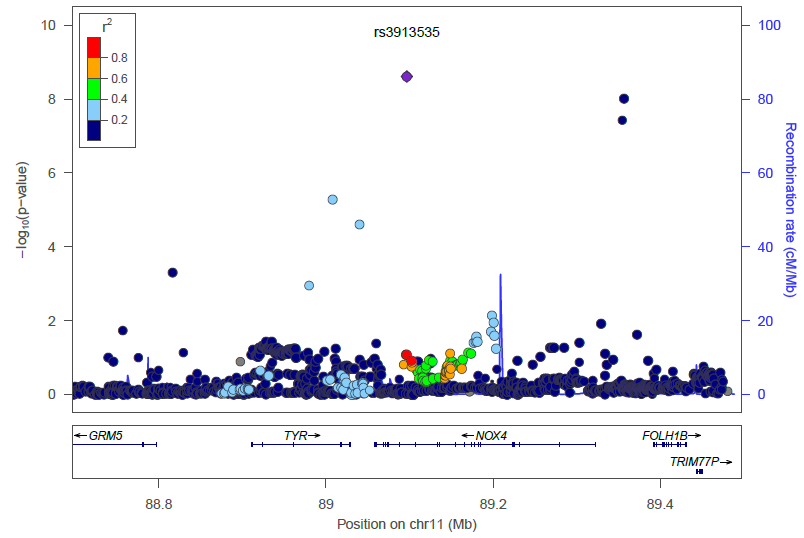 rs3913535
r2
0.8
0.6
0.4
0.2
10
8
6
4
2
0
−log10(p−value)
100
80
60
40
20
0
Recombination rate (cM/Mb)
←GRM5
TYR→
←NOX4
FOLH1B→
TRIM77P→
88.8
89
89.2
89.4
Position on chr11 (Mb)